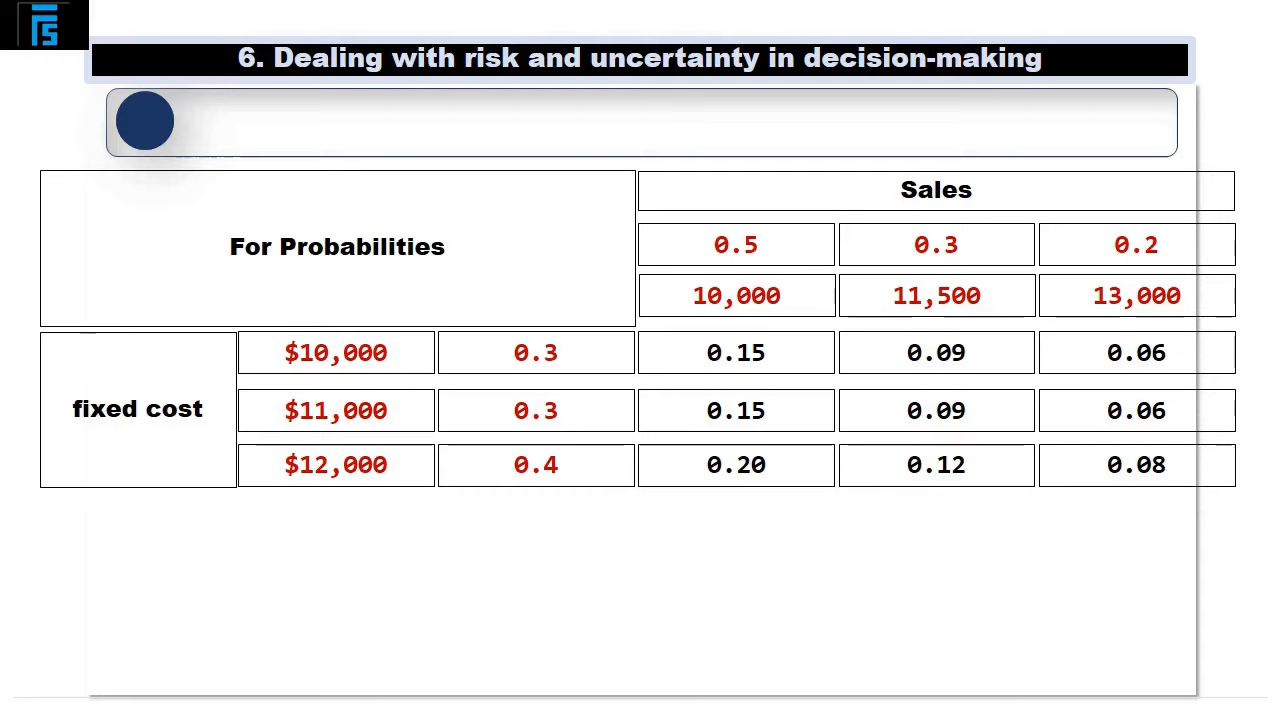 6. Dealing with risk and uncertainty in decision-making
For Probabilities
Sales
0.5 0.3 0.2
10,000 11,500 13,000
fixed cost
$10,000 0.3 0.15 0.09 0.06
$11,000 0.3 0.15 0.09 0.06
$12,000 0.4 0.20 0.12 0.08